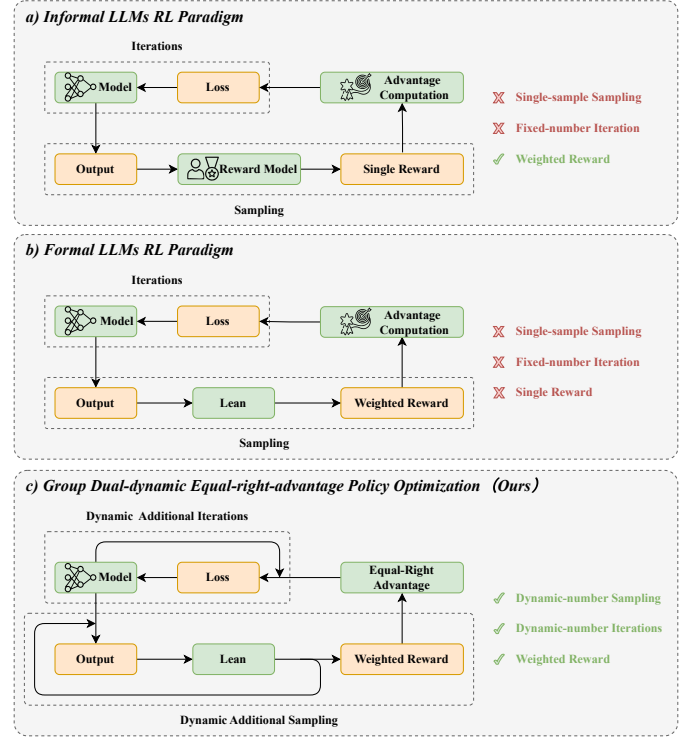 a) Informal LLMs RL Paradigm
Iterations
Model
Loss
Advantage
Computation
Output
Reward Model
Single Reward
Sampling
Single-sample Sampling
Fixed-number Iteration
Weighted Reward
b) Formal LLMs RL Paradigm
Iterations
Model
Loss
Advantage
Computation
Output
Lean
Weighted Reward
Sampling
Single-sample Sampling
Fixed-number Iteration
Single Reward
c) Group Dual-dynamic Equal-right-advantage Policy Optimization（Ours）
Dynamic Additional Iterations
Model
Loss
Equal-Right
Advantage
Output
Lean
Weighted Reward
Dynamic Additional Sampling
Dynamic-number Sampling
Dynamic-number Iterations
Weighted Reward